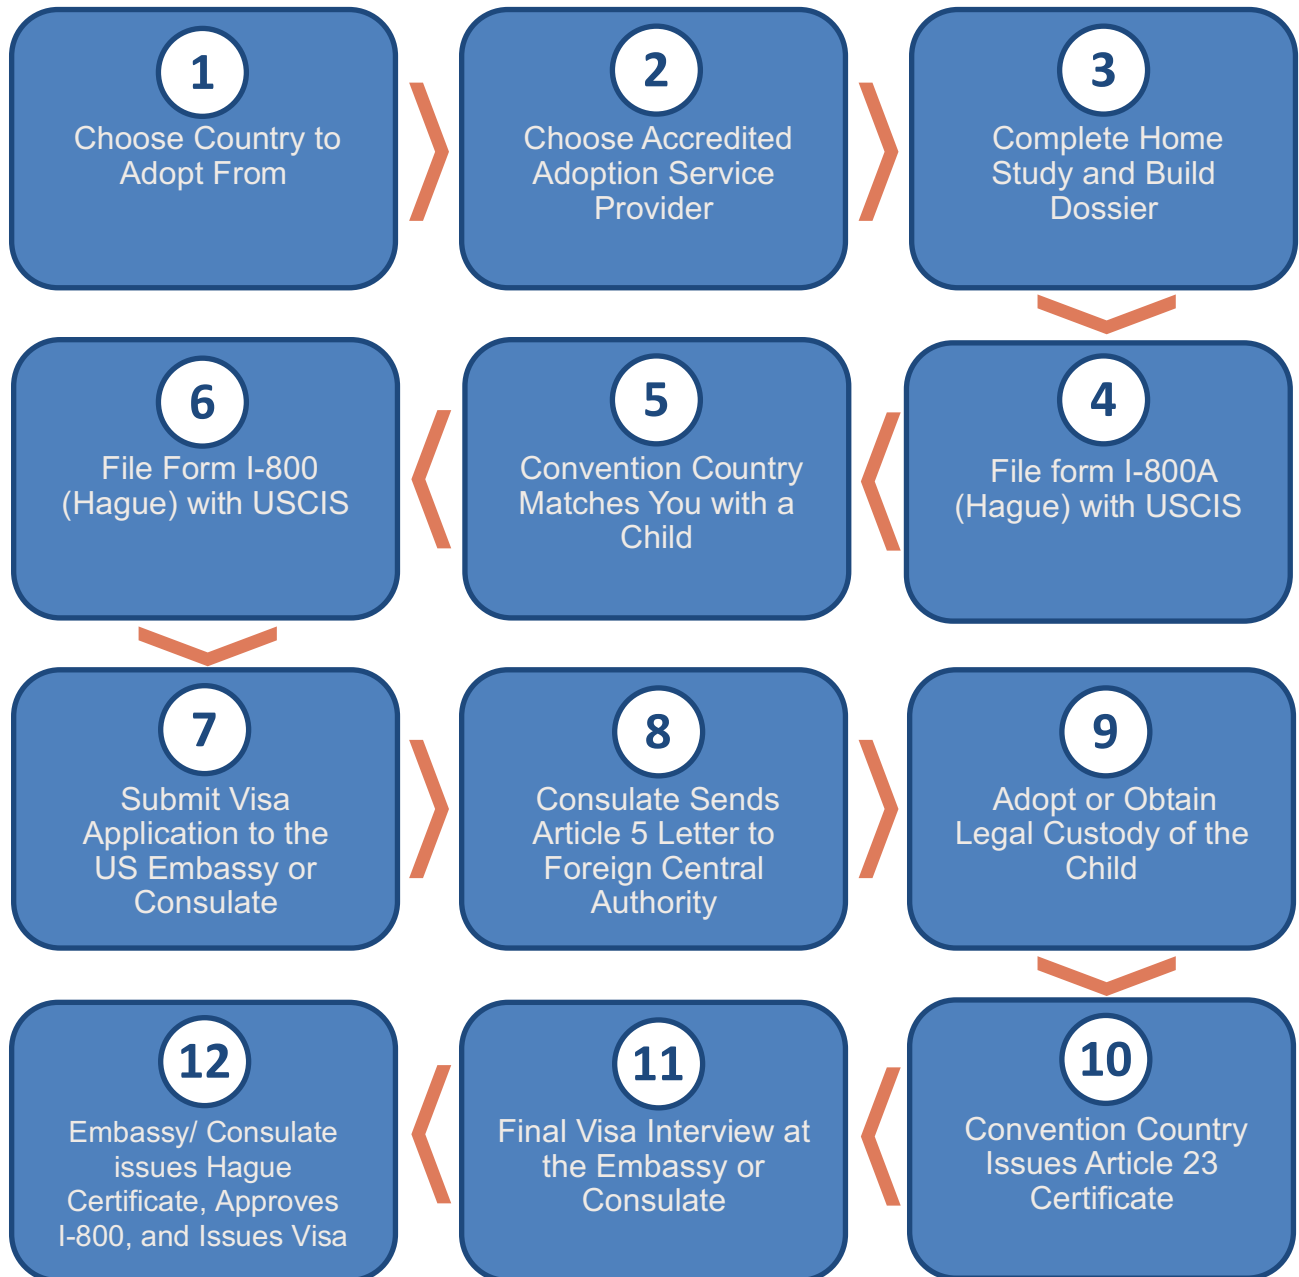 1
Choose Country to
Adopt From
2
Choose Accredited
Adoption Service
Provider
3
Complete Home
Study and Build
Dossier
4
File form I-800A
(Hague) with USCIS
5
Convention Country
Matches You with a
Child
6
File Form I-800
(Hague) with USCIS
7
Submit Visa
Application to the
US Embassy or
Consulate
8
Consulate Sends
Article 5 Letter to
Foreign Central
Authority
9
Adopt or Obtain
Legal Custody of the
Child
10
Convention Country
Issues Article 23
Certificate
11
Final Visa Interview at
the Embassy or
Consulate
12
Embassy/ Consulate
issues Hague
Certificate, Approves
I-800, and Issues Visa